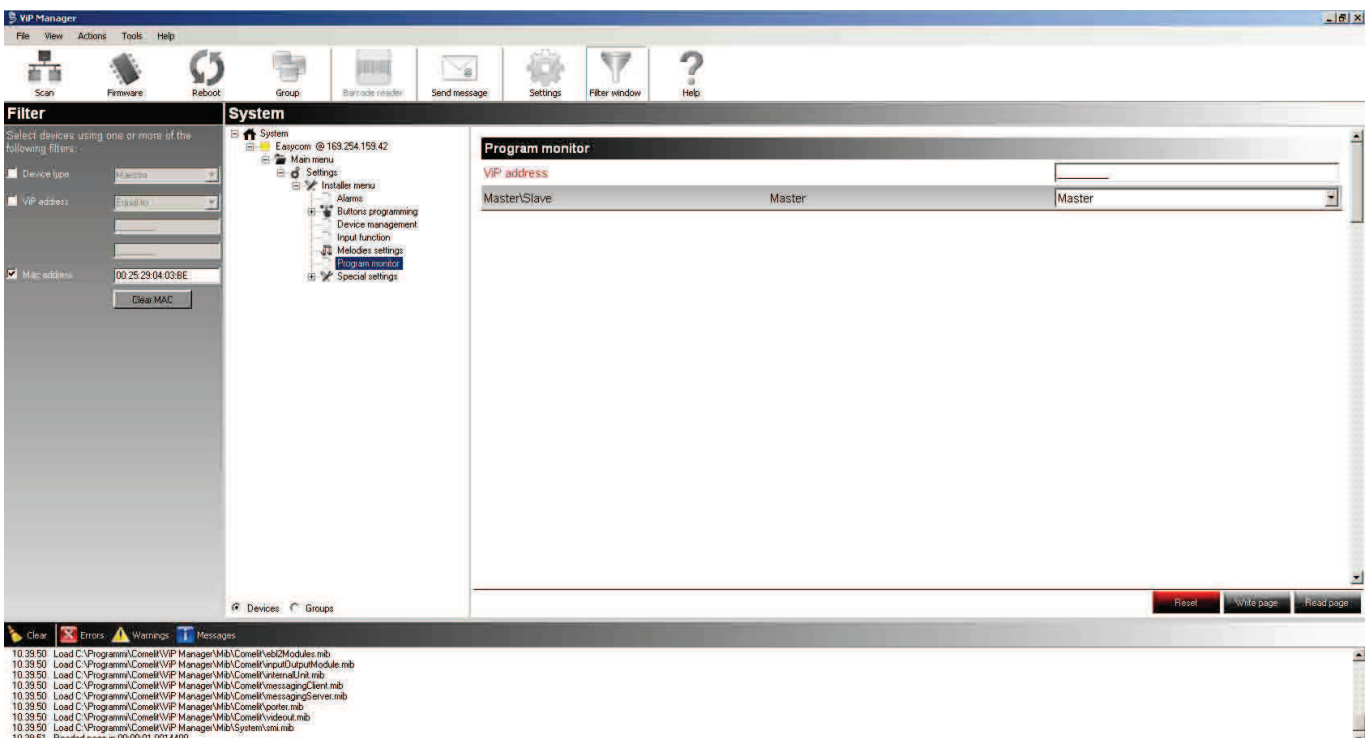 ViP Manager
File View Actions Tools Help
Scan Firmware Reboot Group Barcode reader Send message Settings Filter window Help
Filter
Select devices using one or more of the
following filters:
Device type Maestro
ViP address Equal to
Mac address 00:25:29:04:03:BE
Clear MAC
System
System
Easycom @ 169.254.159.42
Main menu
Settings
Installer menu
Alarms
Buttons programming
Device management
Input function
Melodies settings
Program monitor
Special settings
Devices Groups
Program monitor
ViP address
Master\Slave Master Master
Reset Write page Read page
Clear Errors Warnings Messages
10.39.50 Load C:\Programmi\Comelit\ViP Manager\Mib\Comelit\ebl2Modules.mib
10.39.50 Load C:\Programmi\Comelit\ViP Manager\Mib\Comelit\inputOutputModule.mib
10.39.50 Load C:\Programmi\Comelit\ViP Manager\Mib\Comelit\internalUnit.mib
10.39.50 Load C:\Programmi\Comelit\ViP Manager\Mib\Comelit\messagingClient.mib
10.39.50 Load C:\Programmi\Comelit\ViP Manager\Mib\Comelit\messagingServer.mib
10.39.50 Load C:\Programmi\Comelit\ViP Manager\Mib\Comelit\porter.mib
10.39.50 Load C:\Programmi\Comelit\ViP Manager\Mib\Comelit\videout.mib
10.39.50 Load C:\Programmi\Comelit\ViP Manager\Mib\System\smi.mib
10.39.51 Readed page in